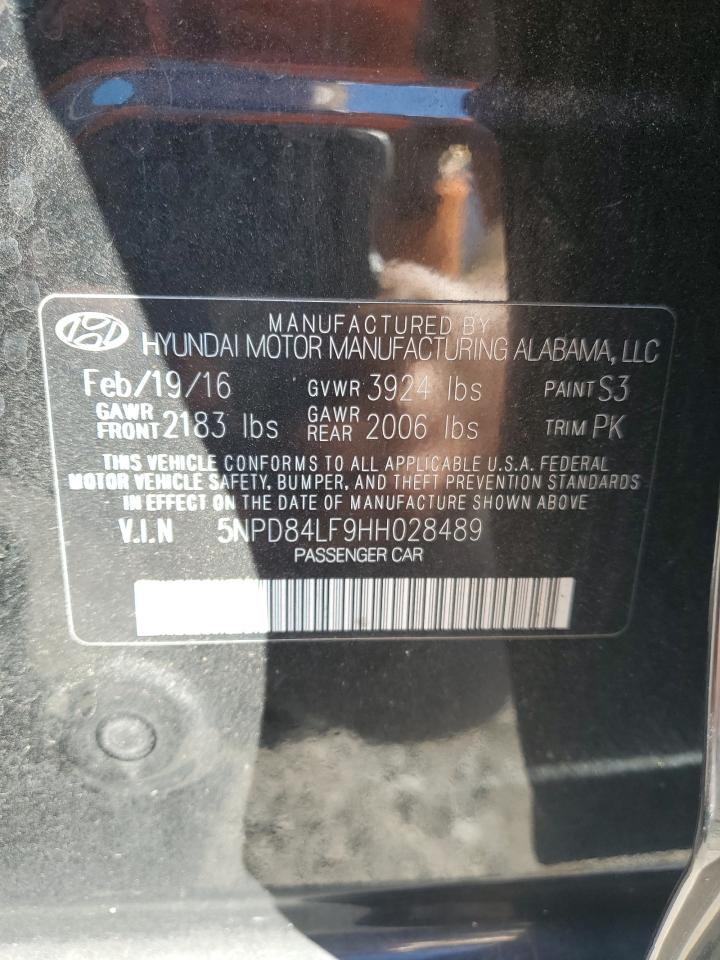 MANUFACTURED BY
HYUNDAI MOTOR MANUFACTURING ALABAMA, LLC
Feb/19/16 GVWR 3924 lbs PAINT S3
GAWR FRONT 2183 lbs GAWR REAR 2006 lbs TRIM PK
THIS VEHICLE CONFORMS TO ALL APPLICABLE U.S.A. FEDERAL
MOTOR VEHICLE SAFETY, BUMPER, AND THEFT PREVENTION STANDARDS
IN EFFECT ON THE DATE OF MANUFACTURE SHOWN ABOVE
V.I.N 5NPD84LF9HH028489
PASSENGER CAR